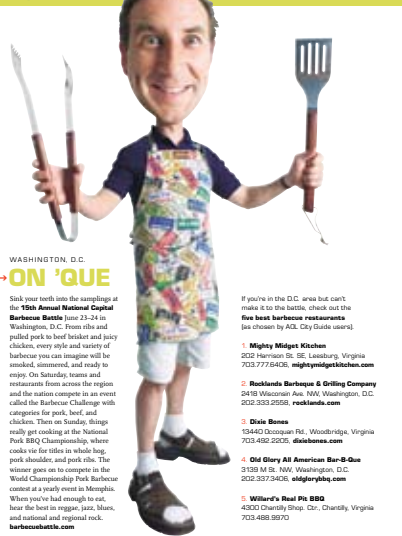 WASHINGTON, D.C.
ON 'QUE
Sink your teeth into the samplings at
the 15th Annual National Capital
Barbecue Battle June 23–24 in
Washington, D.C. From ribs and
pulled pork to beef brisket and juicy
chicken, every style and variety of
barbecue you can imagine will be
smoked, simmered, and ready to
enjoy. On Saturday, teams and
restaurants from across the region
and the nation compete in an event
called the Barbecue Challenge with
categories for pork, beef, and
chicken. Then on Sunday, things
really get cooking at the National
Pork BBQ Championship, where
cooks vie for titles in whole hog,
pork shoulder, and pork ribs. The
winner goes on to compete in the
World Championship Pork Barbecue
contest at a yearly event in Memphis.
When you've had enough to eat,
hear the best in reggae, jazz, blues,
and national and regional rock.
barbecuebattle.com
If you're in the D.C. area but can't
make it to the battle, check out the
five best barbecue restaurants
(as chosen by AOL City Guide users).
1. Mighty Midget Kitchen
202 Harrison St. SE, Leesburg, Virginia
703.777.6406, mightymidgetkitchen.com
2. Rocklands Barbeque & Grilling Company
2418 Wisconsin Ave. NW, Washington, D.C.
202.333.2558, rocklands.com
3. Dixie Bones
13440 Occoquan Rd., Woodbridge, Virginia
703.492.2205, dixiebones.com
4. Old Glory All American Bar-B-Que
3139 M St. NW, Washington, D.C.
202.337.3406, oldglorybbq.com
5. Willard's Real Pit BBQ
4300 Chantilly Shop. Ctr., Chantilly, Virginia
703.488.9970